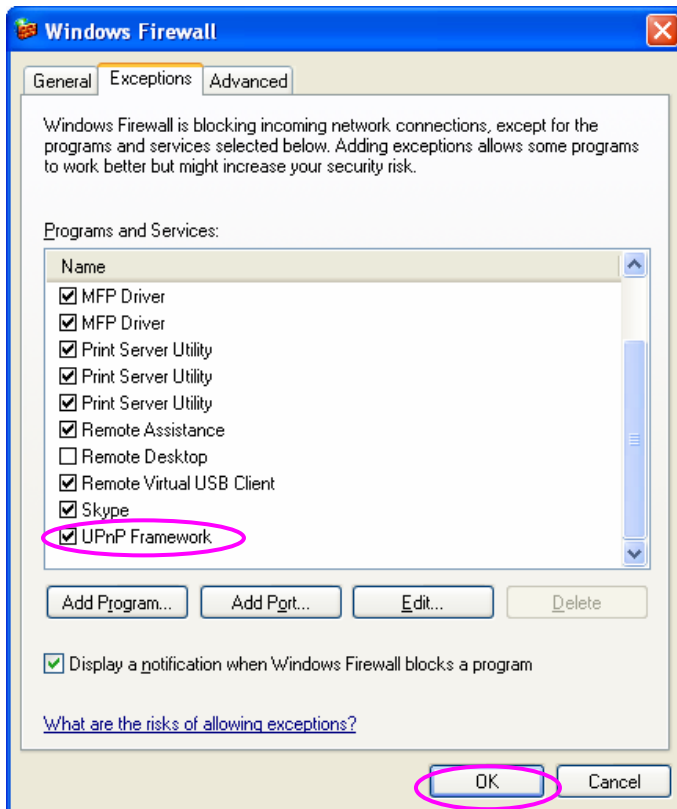 Windows Firewall
General Exceptions Advanced
Windows Firewall is blocking incoming network connections, except for the
programs and services selected below. Adding exceptions allows some programs
to work better but might increase your security risk.
Programs and Services:
Name
MFP Driver
MFP Driver
Print Server Utility
Print Server Utility
Print Server Utility
Remote Assistance
Remote Desktop
Remote Virtual USB Client
Skype
UPnP Framework
Add Program... Add Port... Edit... Delete
Display a notification when Windows Firewall blocks a program
What are the risks of allowing exceptions?
OK Cancel